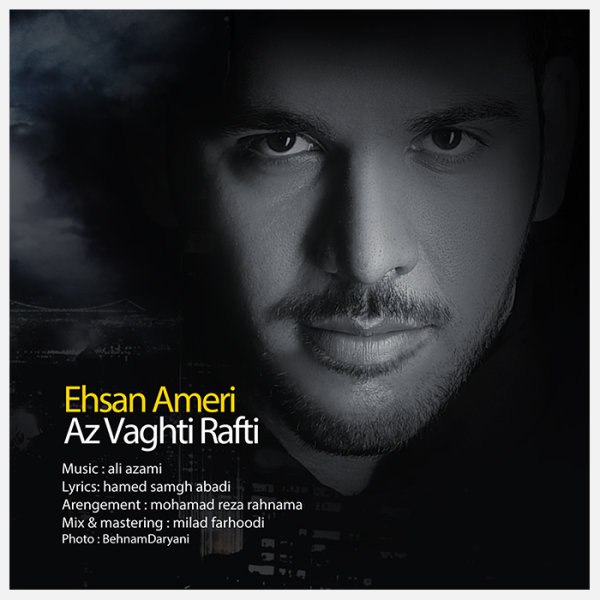 Ehsan Ameri
Az Vaghti Rafti
Music : ali azami
Lyrics: hamed samgh abadi
Arengement : mohamad reza rahnama
Mix & mastering : milad farhoodi
Photo : BehnamDaryani